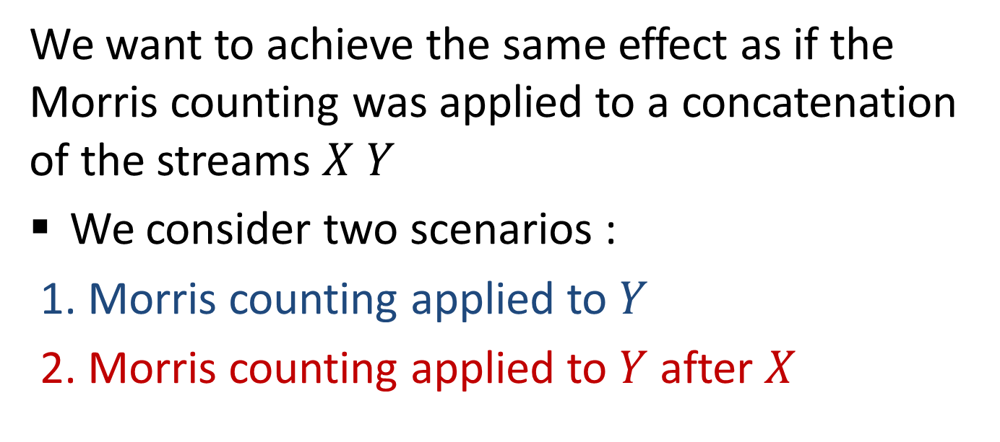 We want to achieve the same effect as if the
Morris counting was applied to a concatenation
of the streams 𝑋 𝑌
▪ We consider two scenarios :
1. Morris counting applied to 𝑌
2. Morris counting applied to 𝑌 after 𝑋